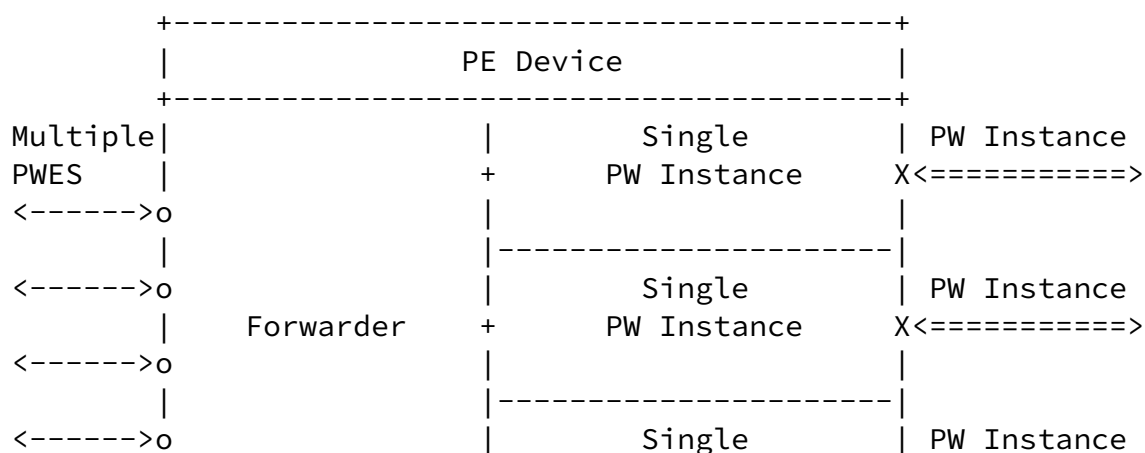 +----------------------------------------+
|                PE Device               |
+----------------------------------------+
Multiple|                 |        Single         | PW Instance
PWES    |                 +      PW Instance      X<===========>
<------>o                 |                       |
        |                 |----------------------|
<------>o                 |        Single         | PW Instance
        |    Forwarder    +      PW Instance      X<===========>
<------>o                 |                       |
        |                 |----------------------|
<------>o                 |        Single         | PW Instance